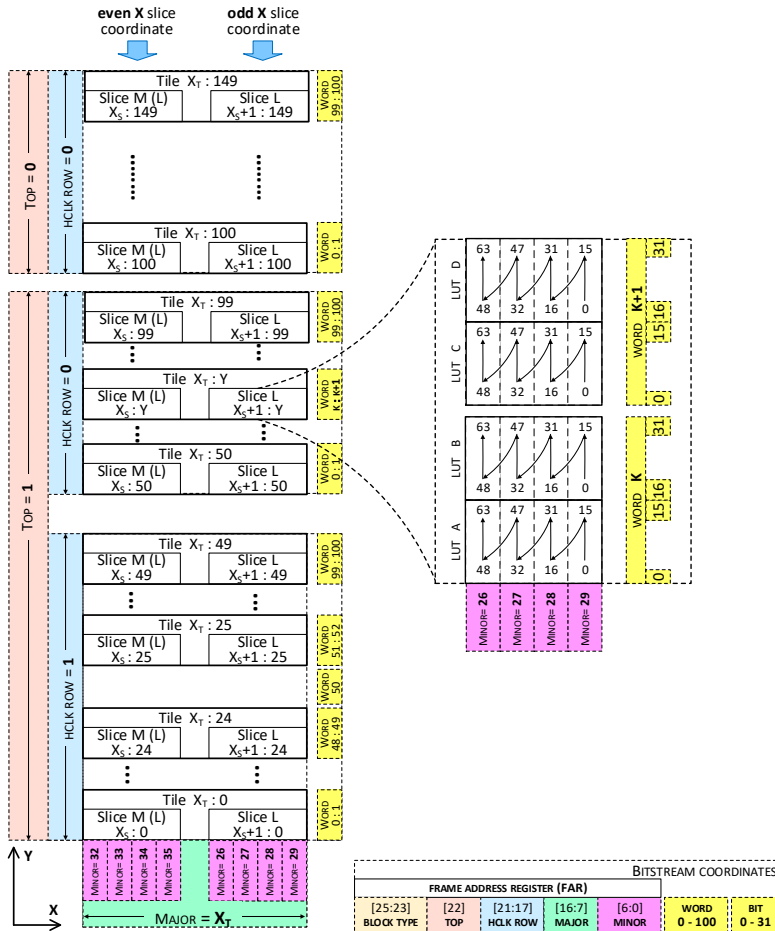 even X slice
coordinate
odd X slice
coordinate
TOP = 0
HCLK ROW = 0
Tile XT : 149
Slice M (L)
XS : 149
Slice L
XS+1 : 149
WORD
99 : 100
Tile XT : 100
Slice M (L)
XS : 100
Slice L
XS+1 : 100
WORD
0 : 1
TOP = 1
HCLK ROW = 0
Tile XT : 99
Slice M (L)
XS : 99
Slice L
XS+1 : 99
WORD
99 : 100
Tile XT : Y
Slice M (L)
XS : Y
Slice L
XS+1 : Y
WORD
K : K+1
Tile XT : 50
Slice M (L)
XS : 50
Slice L
XS+1 : 50
WORD
0 : 1
HCLK ROW = 1
Tile XT : 49
Slice M (L)
XS : 49
Slice L
XS+1 : 49
WORD
99 : 100
Tile XT : 25
Slice M (L)
XS : 25
Slice L
XS+1 : 25
WORD
51 : 52
WORD
50
Tile XT : 24
Slice M (L)
XS : 24
Slice L
XS+1 : 24
WORD
48 : 49
Tile XT : 0
Slice M (L)
XS : 0
Slice L
XS+1 : 0
WORD
0 : 1
MINOR= 32
MINOR= 33
MINOR= 34
MINOR= 35
MINOR= 26
MINOR= 27
MINOR= 28
MINOR= 29
MAJOR = XT
Y
X
LUT D
63 47 31 15
48 32 16 0
LUT C
63 47 31 15
48 32 16 0
WORD K+1
31
15 16
0
LUT B
63 47 31 15
48 32 16 0
LUT A
63 47 31 15
48 32 16 0
WORD K
31
15 16
0
MINOR= 26
MINOR= 27
MINOR= 28
MINOR= 29
BITSTREAM COORDINATES
FRAME ADDRESS REGISTER (FAR)
[25:23] [22] [21:17] [16:7] [6:0] WORD BIT
BLOCK TYPE TOP HCLK ROW MAJOR MINOR 0 - 100 0 - 31